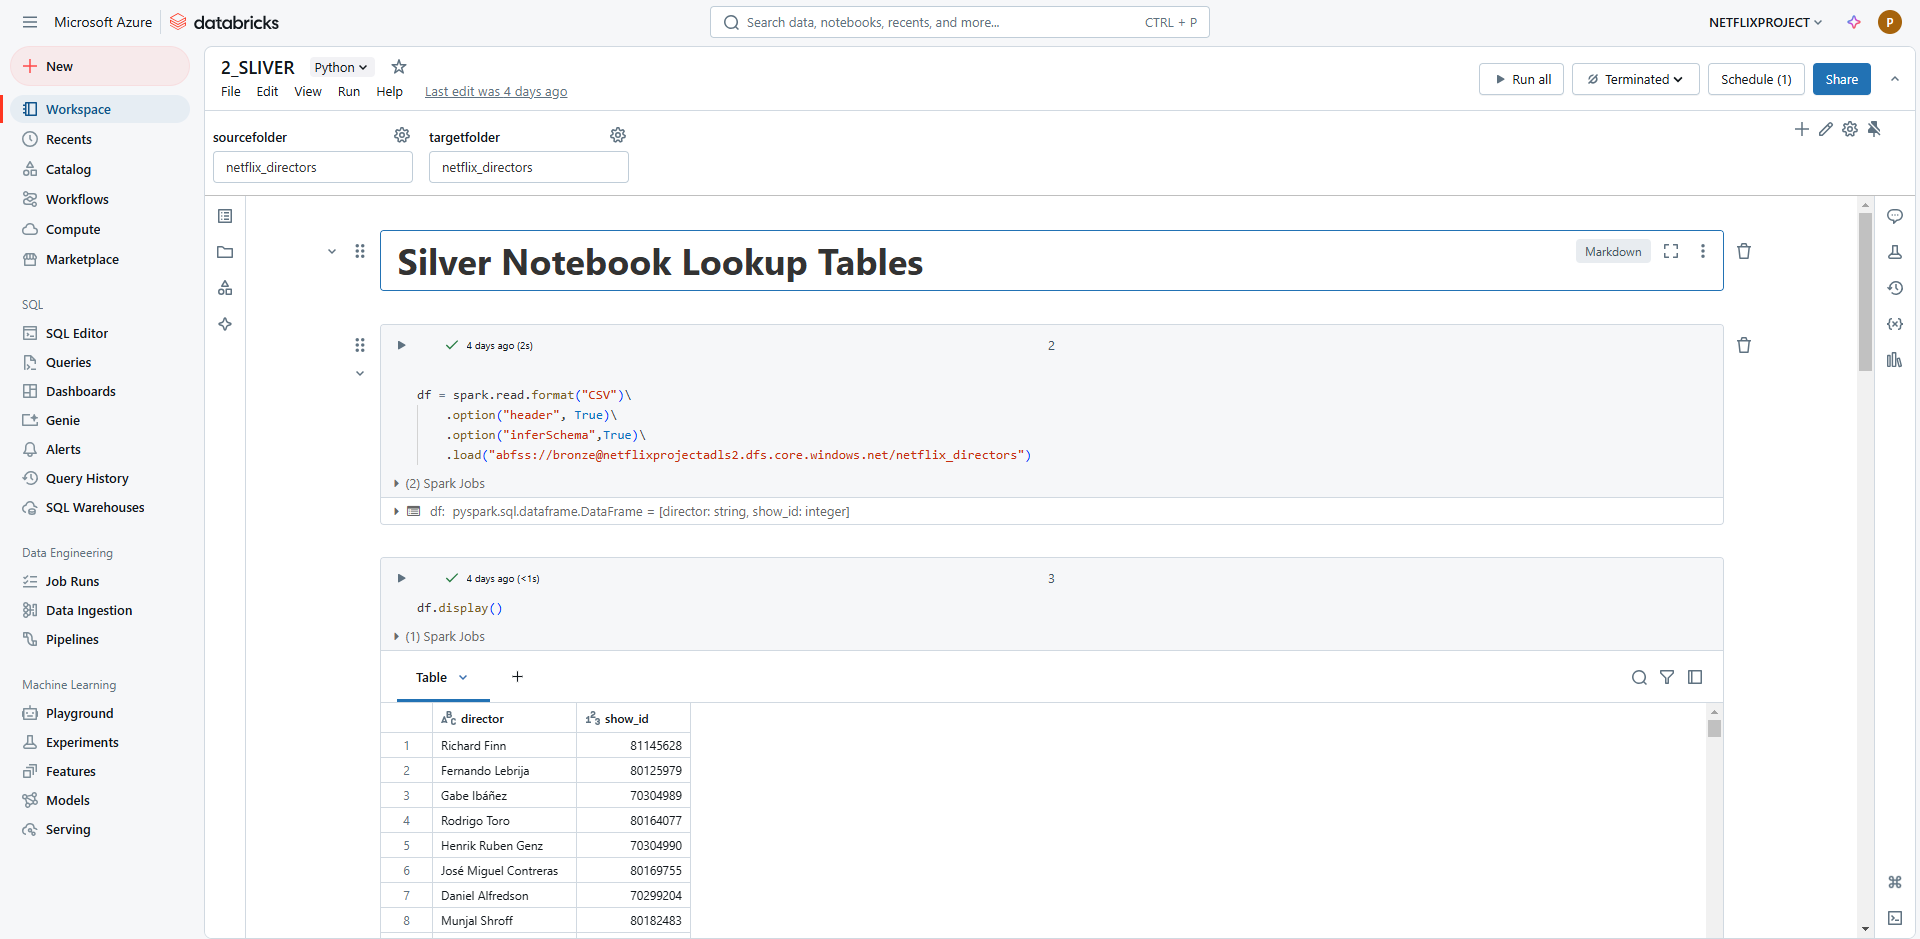 Microsoft Azure databricks
Search data, notebooks, recents, and more... CTRL + P
NETFLIXPROJECT P
New
Workspace
Recents
Catalog
Workflows
Compute
Marketplace
SQL
SQL Editor
Queries
Dashboards
Genie
Alerts
Query History
SQL Warehouses
Data Engineering
Job Runs
Data Ingestion
Pipelines
Machine Learning
Playground
Experiments
Features
Models
Serving
2_SLIVER Python
File Edit View Run Help Last edit was 4 days ago
Run all Terminated Schedule (1) Share
sourcefolder targetfolder
netflix_directors netflix_directors
Silver Notebook Lookup Tables
Markdown
4 days ago (2s) 2
df = spark.read.format("CSV")\
.option("header", True)\
.option("inferSchema",True)\
.load("abfss://bronze@netflixprojectadls2.dfs.core.windows.net/netflix_directors")
(2) Spark Jobs
df: pyspark.sql.dataframe.DataFrame = [director: string, show_id: integer]
4 days ago (<1s) 3
df.display()
(1) Spark Jobs
Table +
ABC director 123 show_id
1 Richard Finn 81145628
2 Fernando Lebrija 80125979
3 Gabe Ibáñez 70304989
4 Rodrigo Toro 80164077
5 Henrik Ruben Genz 70304990
6 José Miguel Contreras 80169755
7 Daniel Alfredson 70299204
8 Munjal Shroff 80182483